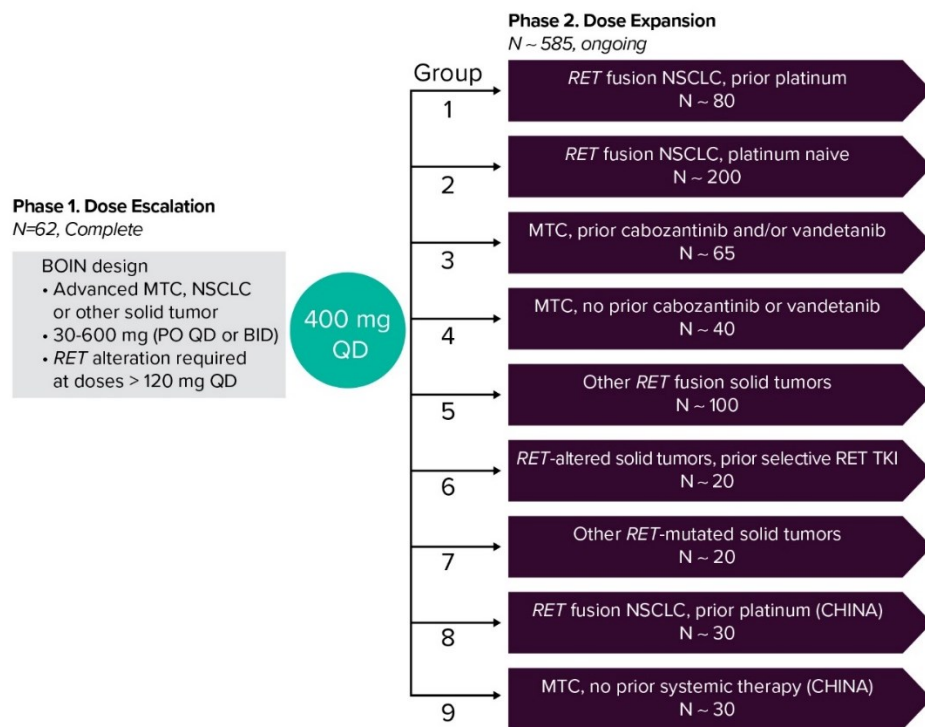 Phase 1. Dose Escalation
N=62, Complete
BOIN design
• Advanced MTC, NSCLC
or other solid tumor
• 30-600 mg (PO QD or BID)
• RET alteration required
at doses > 120 mg QD
400 mg
QD
Phase 2. Dose Expansion
N ~ 585, ongoing
Group
1
RET fusion NSCLC, prior platinum
N ~ 80
2
RET fusion NSCLC, platinum naive
N ~ 200
3
MTC, prior cabozantinib and/or vandetanib
N ~ 65
4
MTC, no prior cabozantinib or vandetanib
N ~ 40
5
Other RET fusion solid tumors
N ~ 100
6
RET-altered solid tumors, prior selective RET TKI
N ~ 20
7
Other RET-mutated solid tumors
N ~ 20
8
RET fusion NSCLC, prior platinum (CHINA)
N ~ 30
9
MTC, no prior systemic therapy (CHINA)
N ~ 30